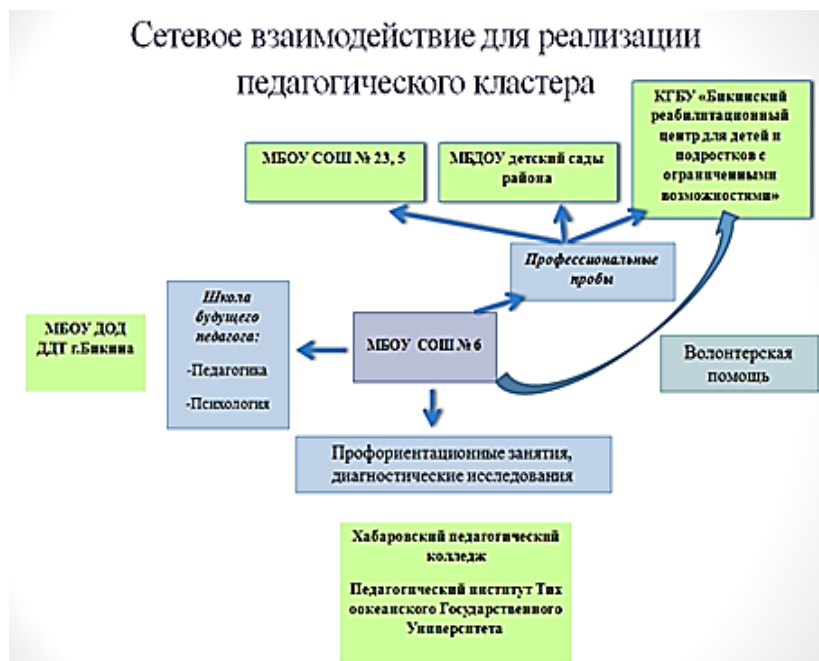 Сетевое взаимодействие для реализации
педагогического кластера
КГБУ «Бикинский
реабилитационный
центр для детей и
подростков с
ограниченными
возможностями»
МБОУ СОШ № 23, 5
МБДОУ детский сады
района
Профессиональные
пробы
Школа
будущего
педагога:
-Педагогика
-Психология
МБОУ ДОД
ДДТ г.Бикина
МБОУ СОШ № 6
Волонтерская
помощь
Профориентационные занятия,
диагностические исследования
Хабаровский педагогический
колледж
Педагогический институт Тих
оокеанского Государственного
Университета